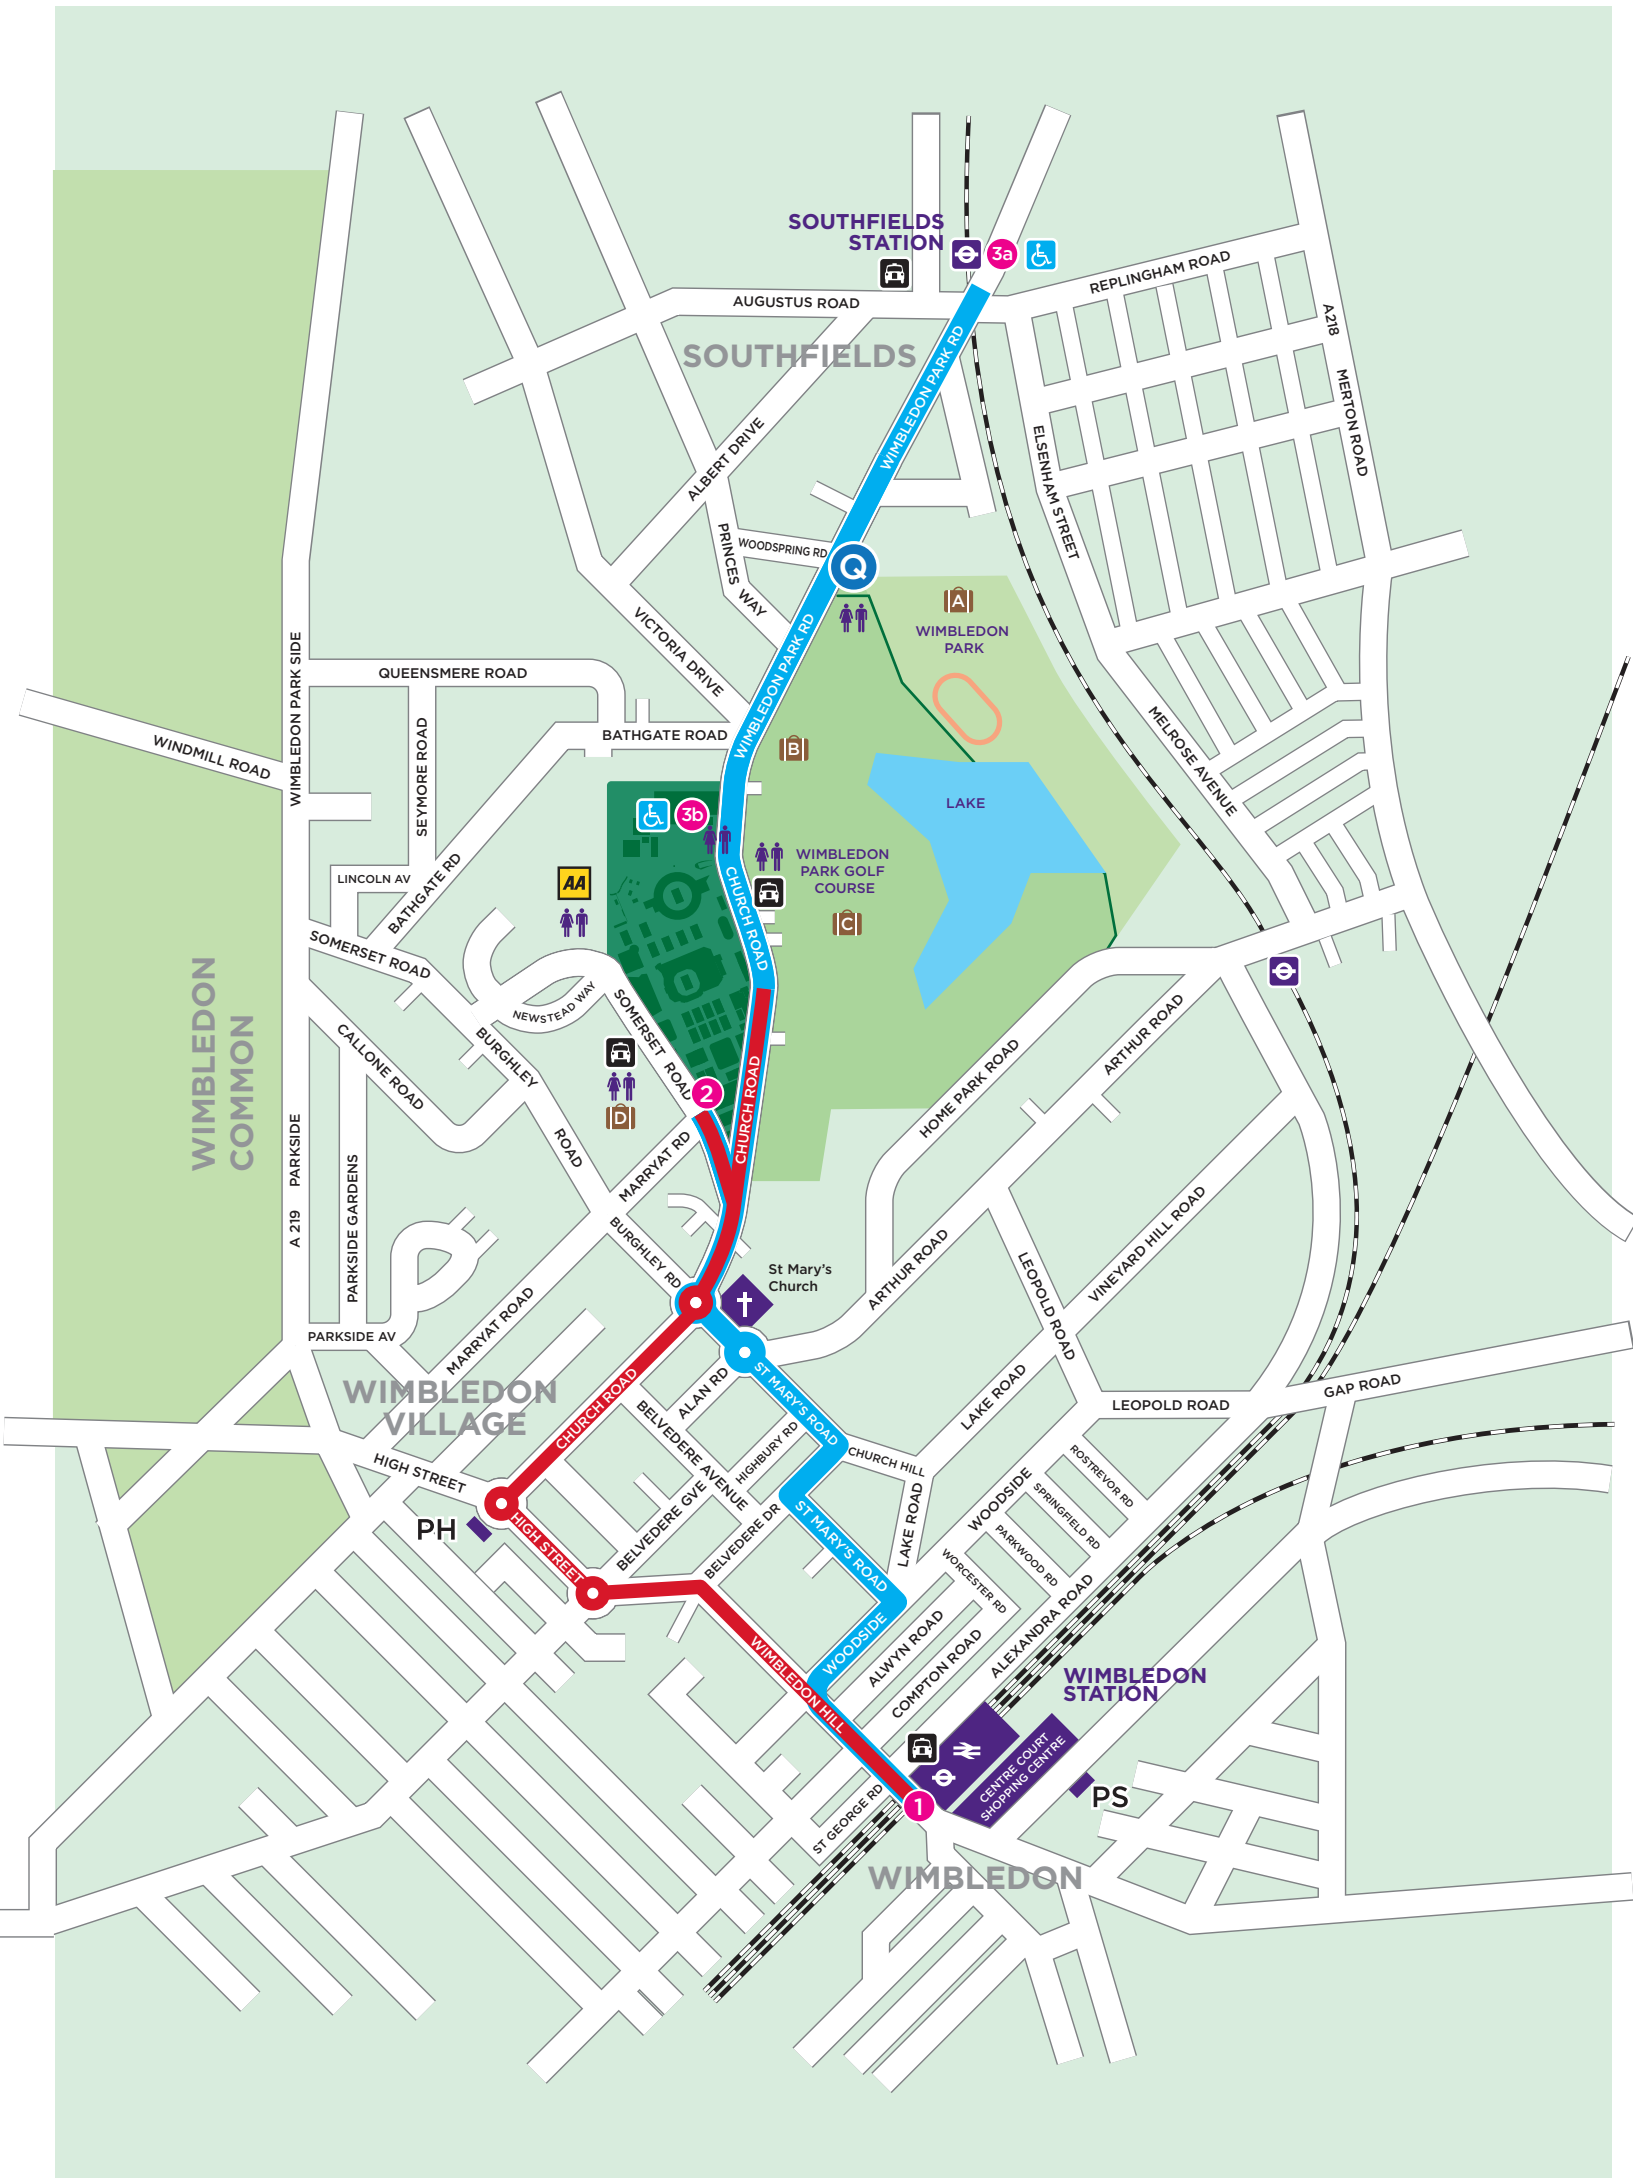 SOUTHFIELDS
STATION
3a
REPLINGHAM ROAD
AUGUSTUS ROAD
A218
SOUTHFIELDS
WIMBLEDON PARK RD
MERTON ROAD
ALBERT DRIVE
ELSENHAM STREET
PRINCES WAY
WOODSPRING RD
Q
A
WIMBLEDON
PARK
VICTORIA DRIVE
WIMBLEDON PARK RD
WIMBLEDON PARK SIDE
QUEENSMERE ROAD
SEYMORE ROAD
BATHGATE ROAD
WINDMILL ROAD
B
MELROSE AVENUE
LAKE
3b
WIMBLEDON
PARK GOLF
COURSE
C
LINCOLN AV
BATHGATE RD
AA
CHURCH ROAD
SOMERSET ROAD
WIMBLEDON
COMMON
NEWSTEAD WAY
SOMERSET ROAD
CALLONE ROAD
BURGHLEY
ROAD
D
2
CHURCH ROAD
HOME PARK ROAD
ARTHUR ROAD
MARRYAT RD
A 219 PARKSIDE
PARKSIDE GARDENS
BURGHLEY RD
St Mary's
Church
ARTHUR ROAD
LEOPOLD ROAD
VINEYARD HILL ROAD
PARKSIDE AV
MARRYAT ROAD
WIMBLEDON
VILLAGE
CHURCH ROAD
ALAN RD
ST MARY'S ROAD
LAKE ROAD
LEOPOLD ROAD
GAP ROAD
BELVEDERE AVENUE
HIGHBURY RD
CHURCH HILL
HIGH STREET
BELVEDERE GVE
BELVEDERE DR
ST MARY'S ROAD
LAKE ROAD
WOODSIDE
ROSTREVOR RD
SPRINGFIELD RD
PARKWOOD RD
WORCESTER RD
PH
HIGH STREET
WOODSIDE
ALWYN ROAD
COMPTON ROAD
ALEXANDRA ROAD
WIMBLEDON HILL
WIMBLEDON
STATION
CENTRE COURT
SHOPPING CENTRE
PS
1
ST GEORGE RD
WIMBLEDON